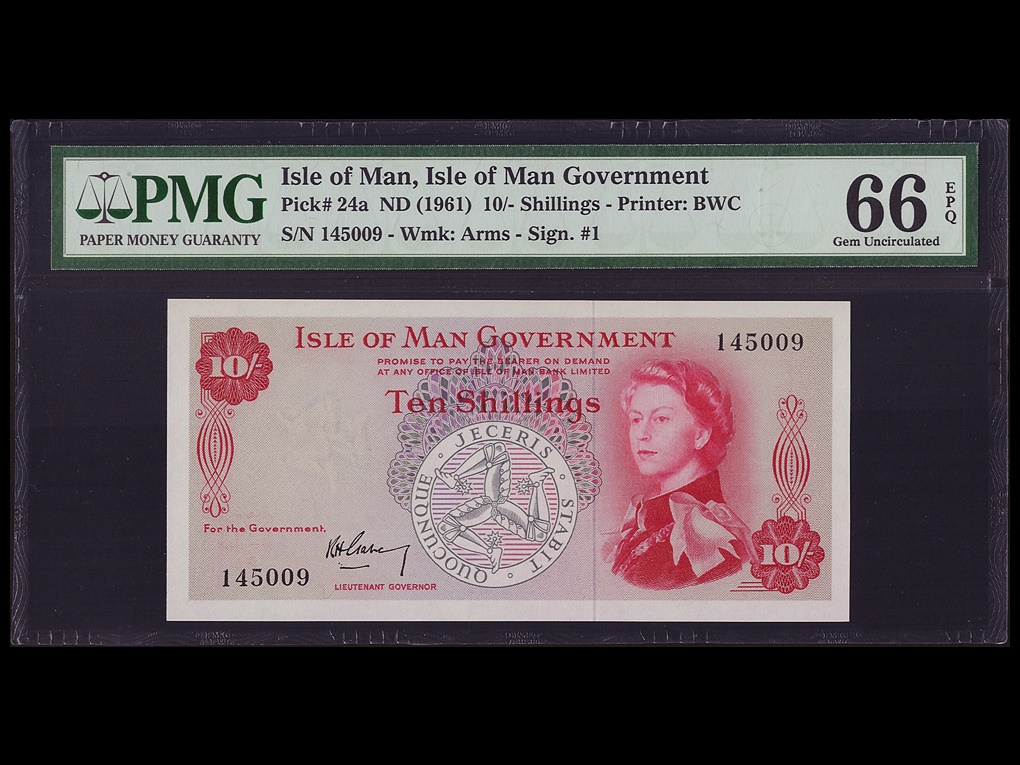 PMG
PAPER MONEY GUARANTY
Isle of Man, Isle of Man Government
Pick# 24a ND (1961) 10/- Shillings - Printer: BWC
S/N 145009 - Wmk: Arms - Sign. #1
66
EPQ
Gem Uncirculated
ISLE OF MAN GOVERNMENT
145009
10/-
PROMISE TO PAY THE BEARER ON DEMAND
AT ANY OFFICE OF ISLE OF MAN BANK LIMITED
Ten Shillings
QUOCUNQUE · JECERIS · STABIT ·
For the Government,
145009
LIEUTENANT GOVERNOR
10/-